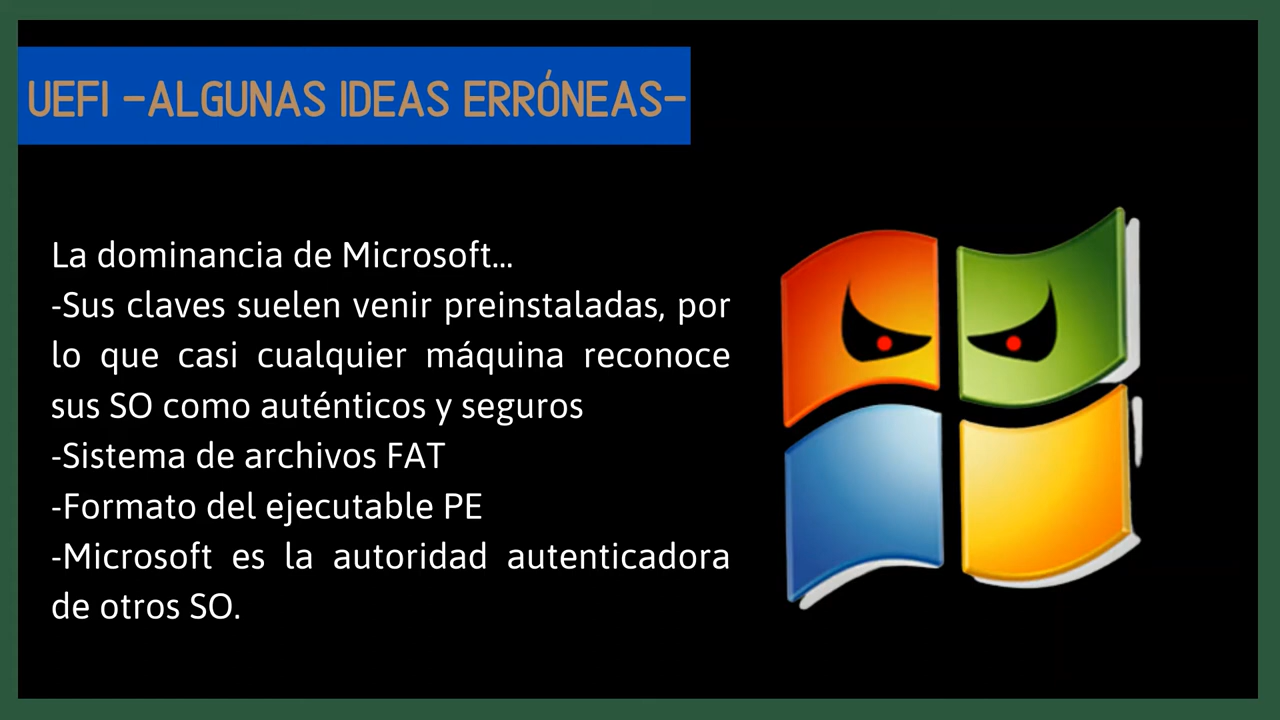 UEFI -ALGUNAS IDEAS ERRÓNEAS-
La dominancia de Microsoft...
-Sus claves suelen venir preinstaladas, por
lo que casi cualquier máquina reconoce
sus SO como auténticos y seguros
-Sistema de archivos FAT
-Formato del ejecutable PE
-Microsoft es la autoridad autenticadora
de otros SO.